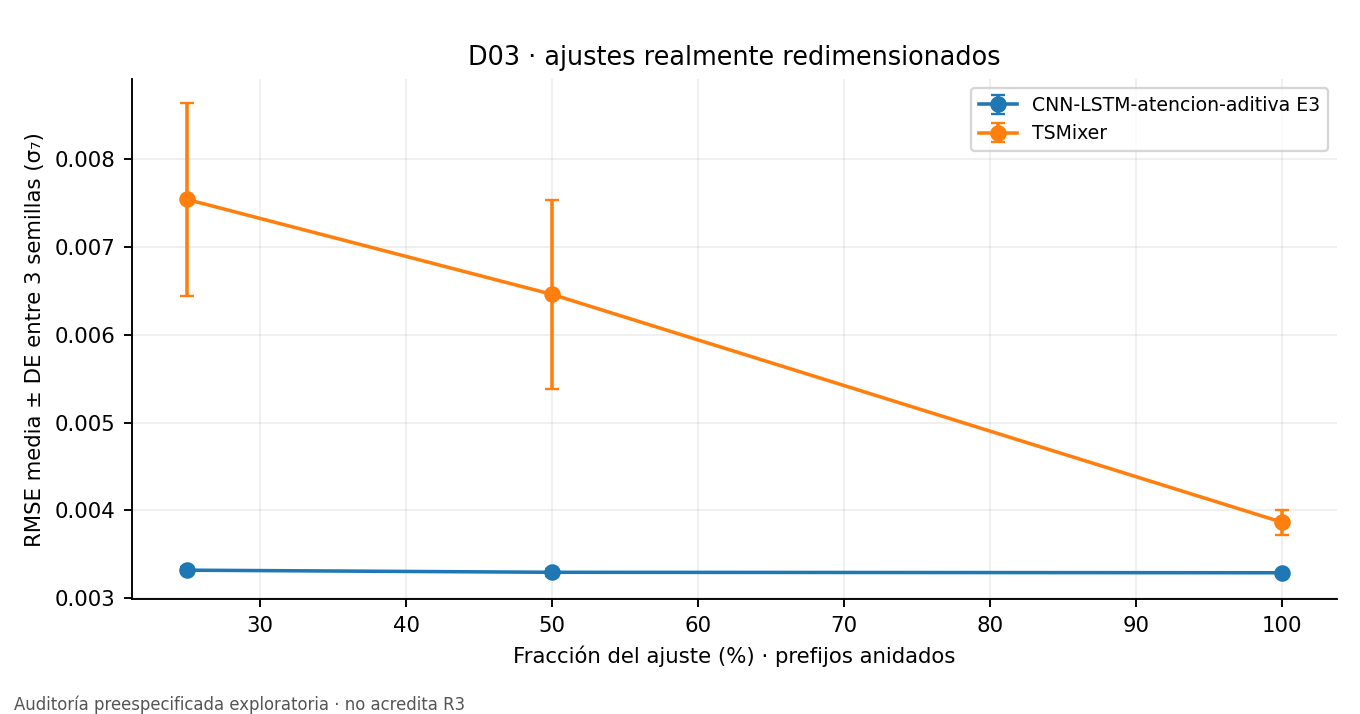 D03 · ajustes realmente redimensionados
CNN-LSTM-atencion-aditiva E3
TSMixer
RMSE media ± DE entre 3 semillas (σ₇)
0.008
0.007
0.006
0.005
0.004
0.003
30 40 50 60 70 80 90 100
Fracción del ajuste (%) · prefijos anidados
Auditoría preespecificada exploratoria · no acredita R3